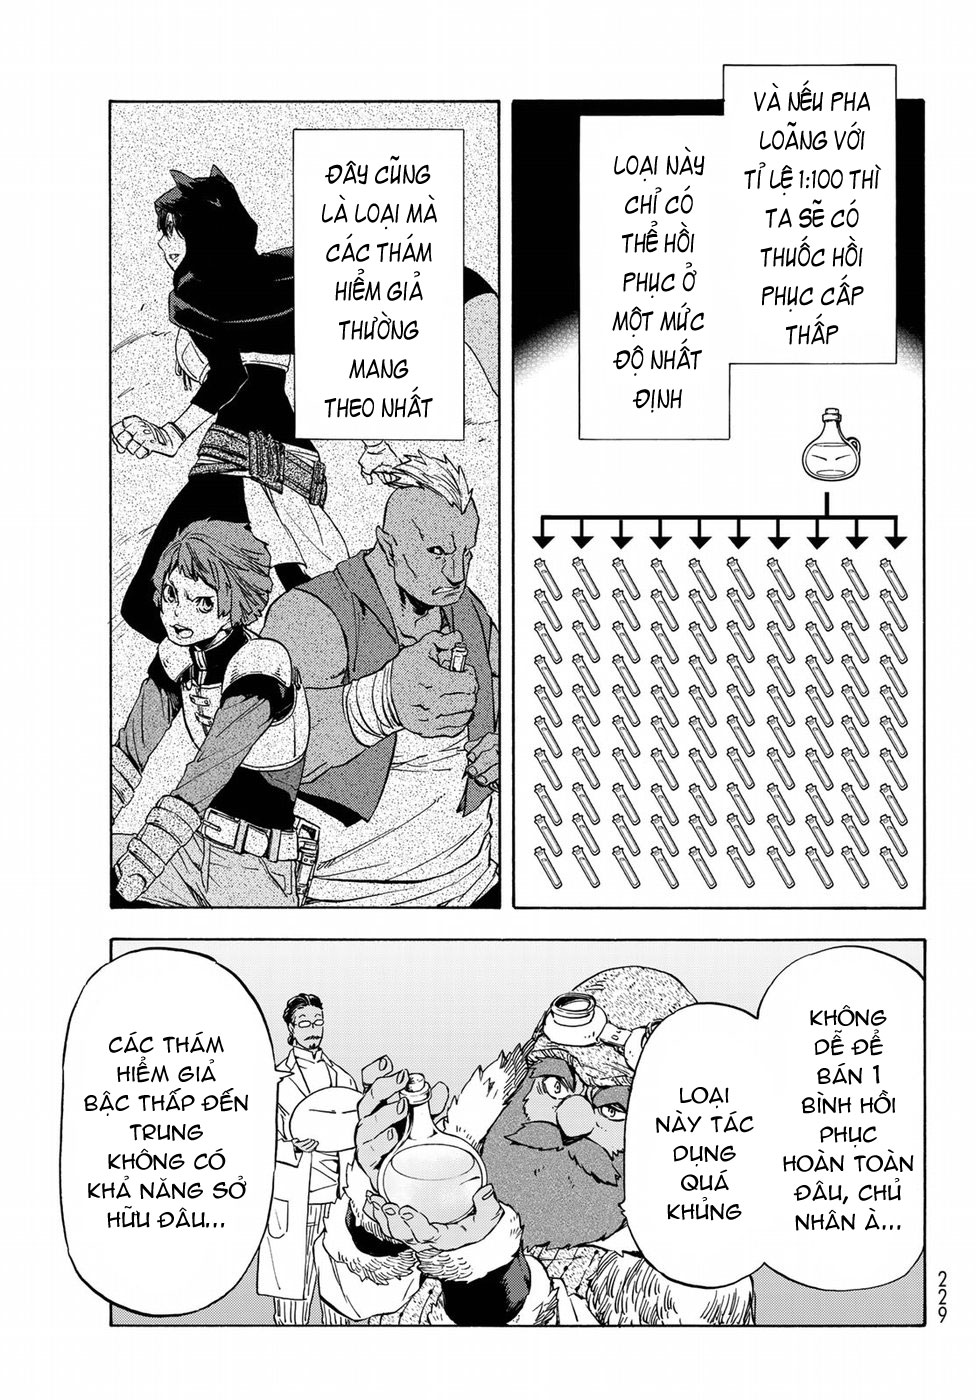 VÀ NẾU PHA
LOÃNG VỚI
TỈ LỆ 1:100 THÌ
TA SẼ CÓ
THUỐC HỒI
PHỤC CẤP
THẤP
LOẠI NÀY
CHỈ CÓ
THỂ HỒI
PHỤC Ở
MỘT MỨC
ĐỘ NHẤT
ĐỊNH
ĐÂY CŨNG
LÀ LOẠI MÀ
CÁC THÁM
HIỂM GIẢ
THƯỜNG
MANG
THEO NHẤT
KHÔNG
DỄ ĐỂ
BÁN 1
BÌNH HỒI
PHỤC
HOÀN TOÀN
ĐÂU, CHỦ
NHÂN À...
LOẠI
NÀY TÁC
DỤNG
QUÁ
KHỦNG
CÁC THÁM
HIỂM GIẢ
BẬC THẤP ĐẾN
TRUNG
KHÔNG CÓ
KHẢ NĂNG SỞ
HỮU ĐÂU...
229